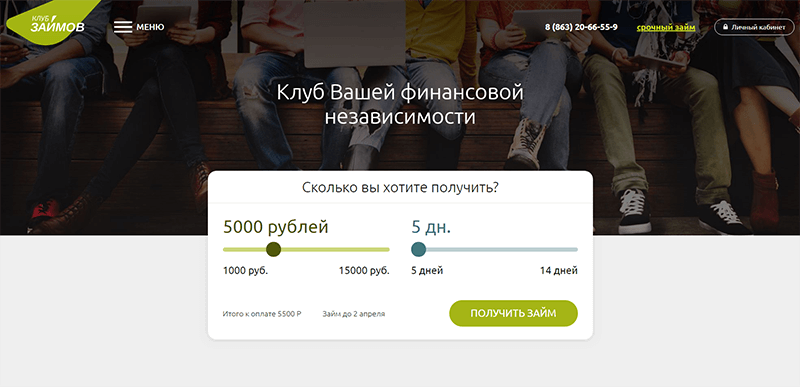 КЛУБ
ЗАЙМОВ
МЕНЮ
8 (863) 20-66-55-9
срочный займ
Личный кабинет
Клуб Вашей финансовой
независимости
Сколько вы хотите получить?
5000 рублей
5 дн.
1000 руб.
15000 руб.
5 дней
14 дней
Итого к оплате 5500 Р
Займ до 2 апреля
ПОЛУЧИТЬ ЗАЙМ